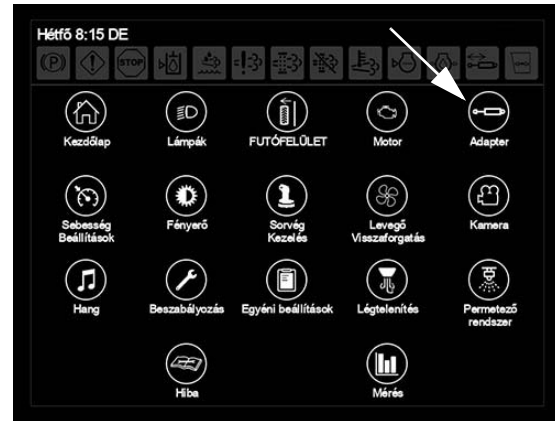 Hétfő 8:15 DE
(P) STOP
Kezdőlap Lámpák FUTÓFELÜLET Motor Adapter
Sebesség Beállítások Fényerő Sorvég Kezelés Levegő Visszaforgatás Kamera
Hang Beszabályozás Egyéni beállítások Légtelenítés Permetező rendszer
Hiba Mérés